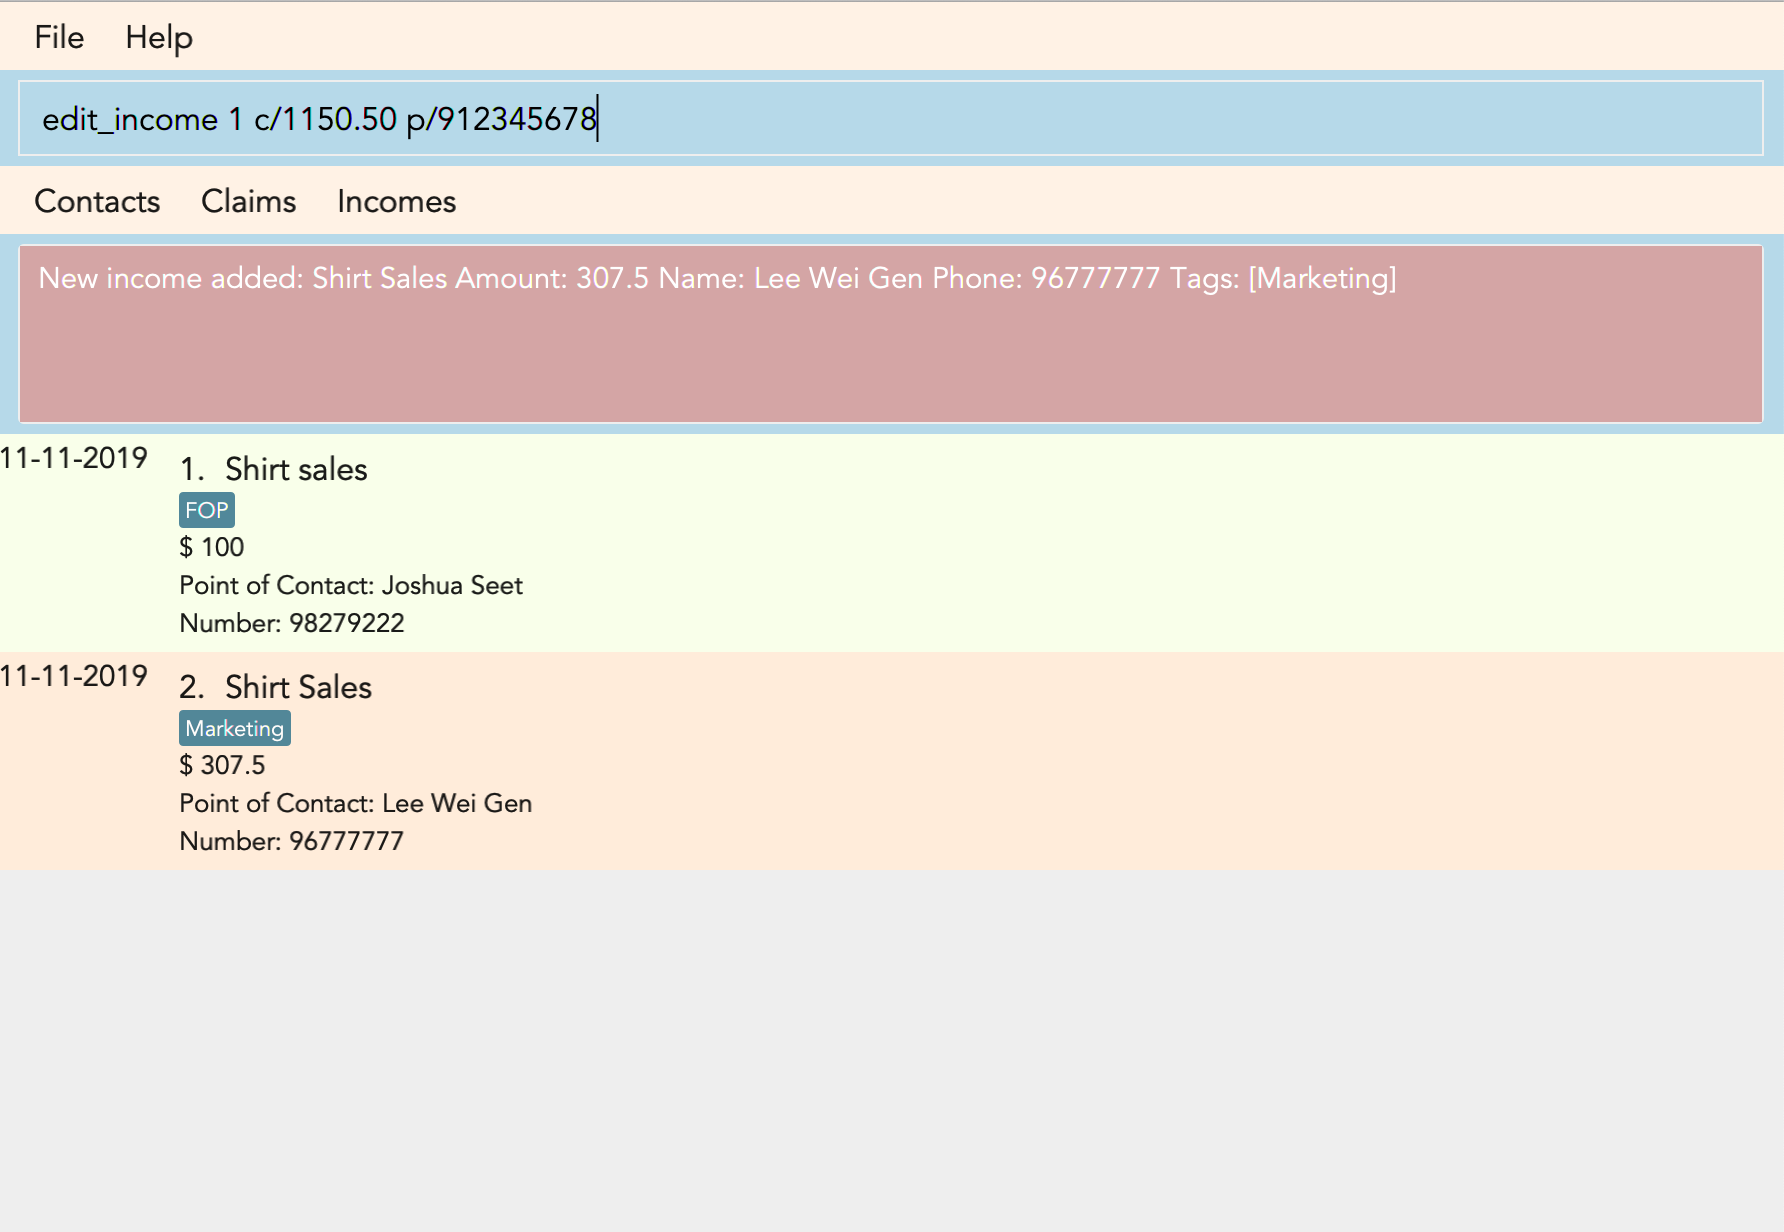 File Help
edit_income 1 c/1150.50 p/912345678
Contacts Claims Incomes
New income added: Shirt Sales Amount: 307.5 Name: Lee Wei Gen Phone: 96777777 Tags: [Marketing]
11-11-2019 1. Shirt sales
FOP
$ 100
Point of Contact: Joshua Seet
Number: 98279222
11-11-2019 2. Shirt Sales
Marketing
$ 307.5
Point of Contact: Lee Wei Gen
Number: 96777777